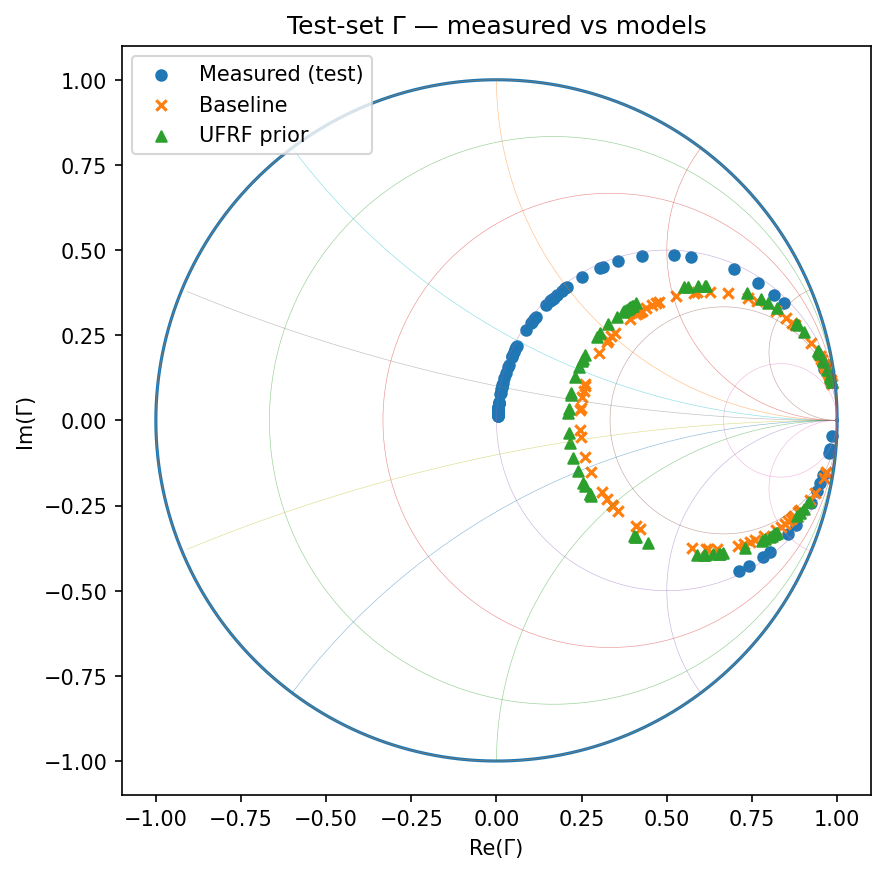 Test-set Γ — measured vs models
Measured (test)
Baseline
UFRF prior
1.00
0.75
0.50
0.25
0.00
−0.25
−0.50
−0.75
−1.00
Im(Γ)
−1.00 −0.75 −0.50 −0.25 0.00 0.25 0.50 0.75 1.00
Re(Γ)